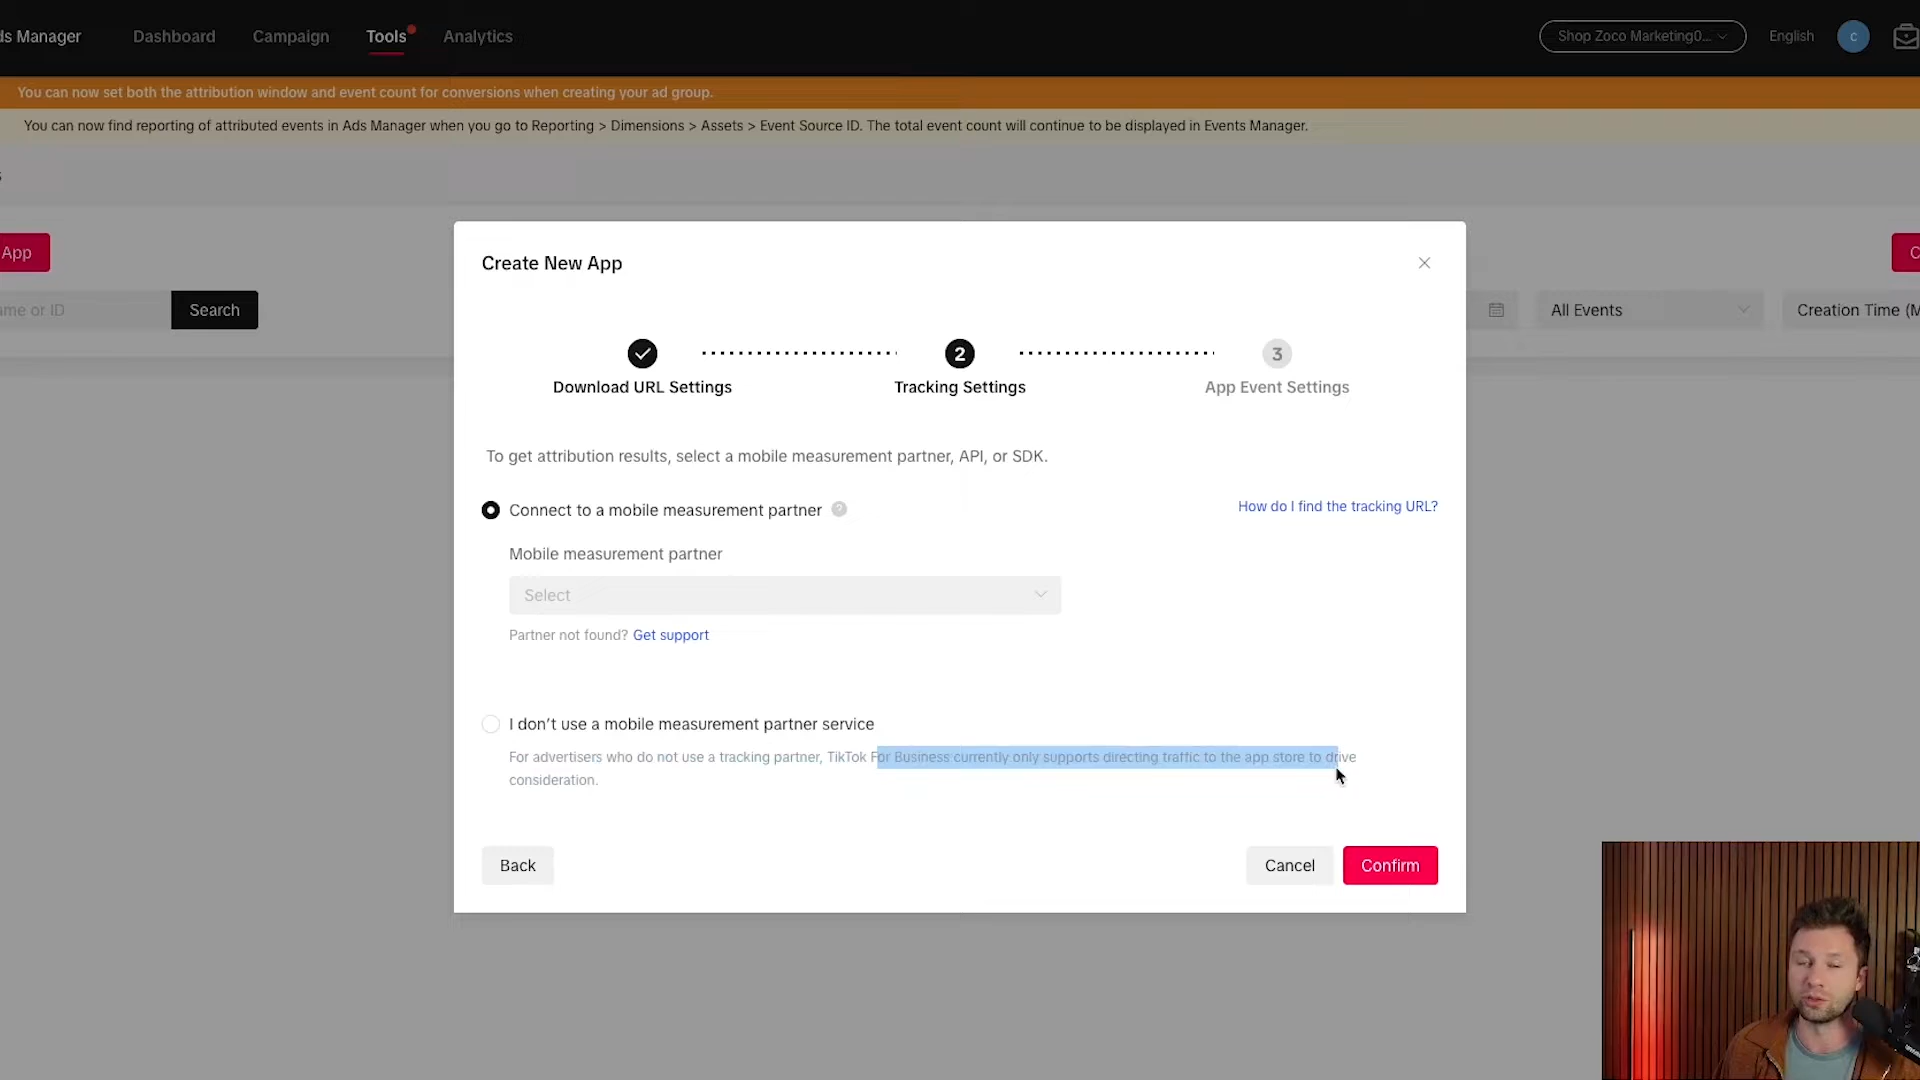 ds Manager
Dashboard
Campaign
Tools
Analytics
Shop Zoco Marketing0...
English
c
You can now set both the attribution window and event count for conversions when creating your ad group.
You can now find reporting of attributed events in Ads Manager when you go to Reporting > Dimensions > Assets > Event Source ID. The total event count will continue to be displayed in Events Manager.
s
App
C
ame or ID
Search
All Events
Creation Time (M
Create New App
2
3
Download URL Settings
Tracking Settings
App Event Settings
To get attribution results, select a mobile measurement partner, API, or SDK.
Connect to a mobile measurement partner ?
How do I find the tracking URL?
Mobile measurement partner
Select
Partner not found? Get support
I don’t use a mobile measurement partner service
For advertisers who do not use a tracking partner, TikTok For Business currently only supports directing traffic to the app store to drive
consideration.
Back
Cancel
Confirm